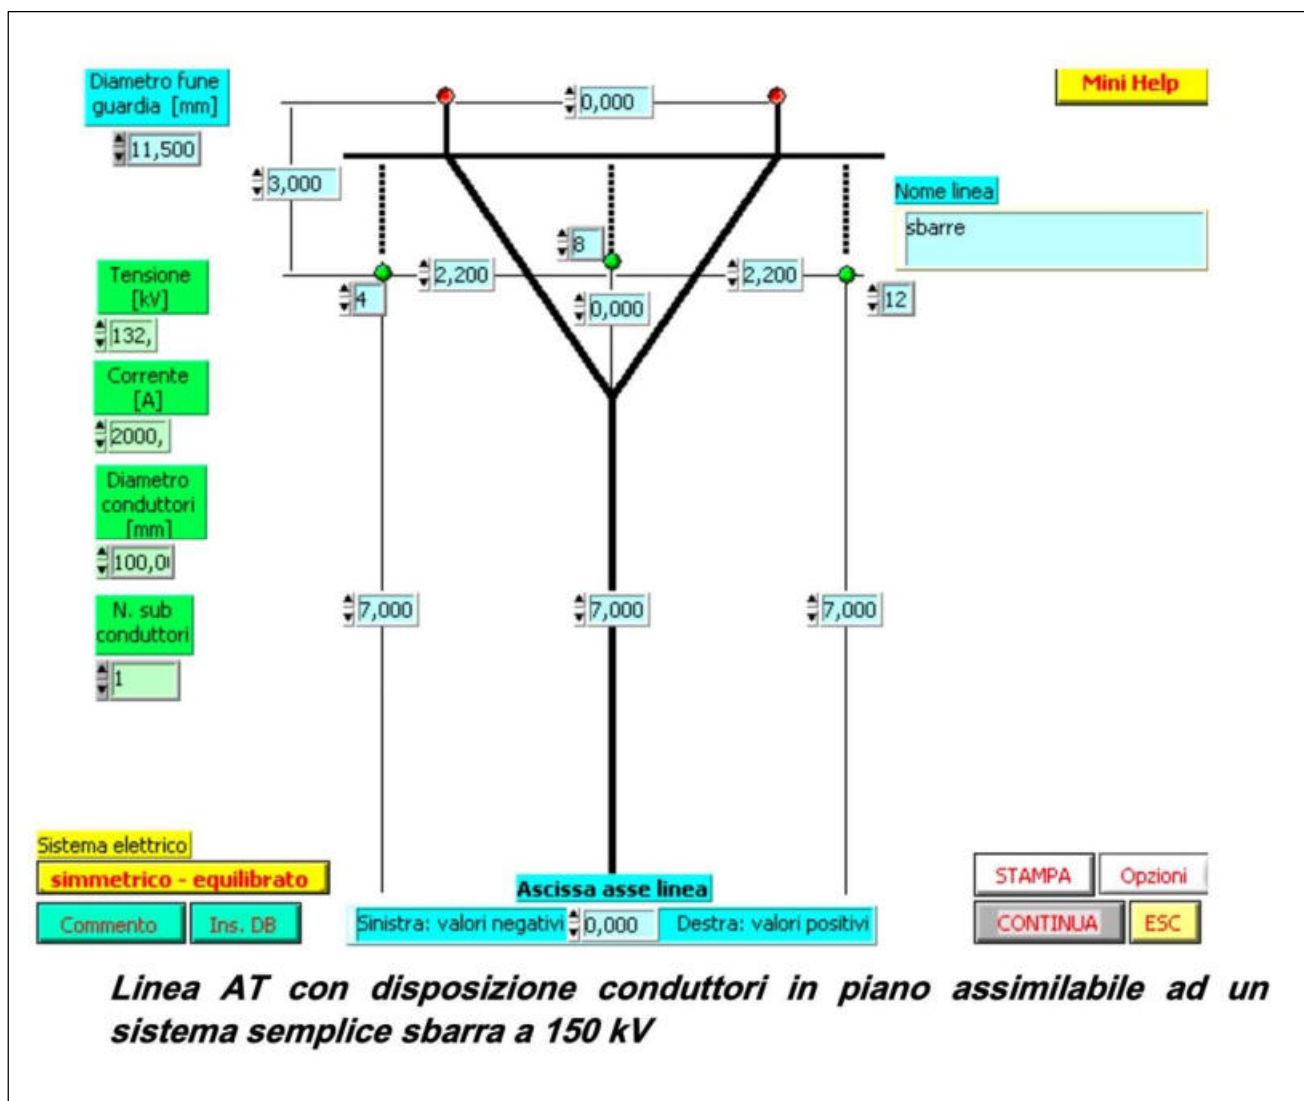 Diametro fune
guardia [mm]
11,500
0,000
Mini Help
3,000
Nome linea
sbarre
8
Tensione
[kV]
132,
2,200
2,200
4
0,000
12
Corrente
[A]
2000,
Diametro
conduttori
[mm]
100,0
N. sub
conduttori
1
7,000
7,000
7,000
Sistema elettrico
simmetrico - equilibrato
Commento
Ins. DB
Ascissa asse linea
Sinistra: valori negativi
0,000
Destra: valori positivi
STAMPA
Opzioni
CONTINUA
ESC
Linea AT con disposizione conduttori in piano assimilabile ad un
sistema semplice sbarra a 150 kV